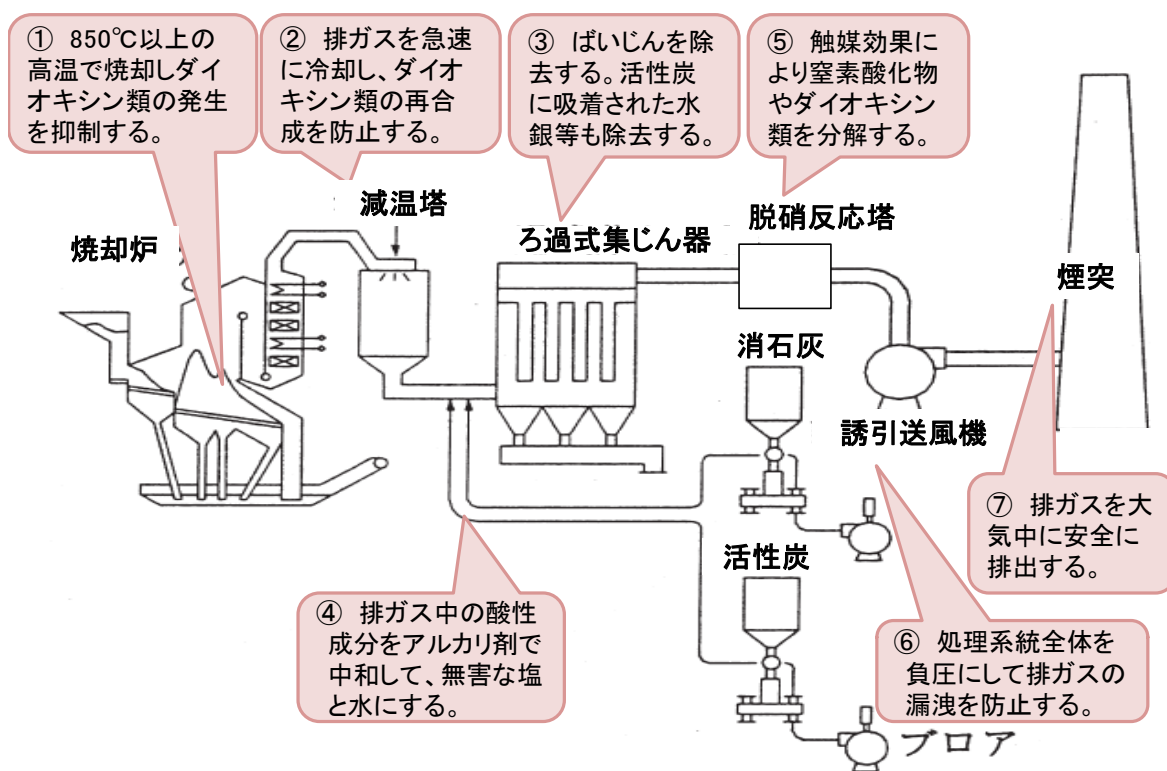 ① 850℃以上の
高温で焼却しダイ
オキシン類の発生
を抑制する。
② 排ガスを急速
に冷却し、ダイオ
キシン類の再合
成を防止する。
③ ばいじんを除
去する。活性炭
に吸着された水
銀等も除去する。
⑤ 触媒効果に
より窒素酸化物
やダイオキシン
類を分解する。
減温塔
焼却炉
ろ過式集じん器
脱硝反応塔
煙突
消石灰
誘引送風機
⑦ 排ガスを大
気中に安全に
排出する。
活性炭
④ 排ガス中の酸性
成分をアルカリ剤で
中和して、無害な塩
と水にする。
⑥ 処理系統全体を
負圧にして排ガスの
漏洩を防止する。
ブロア